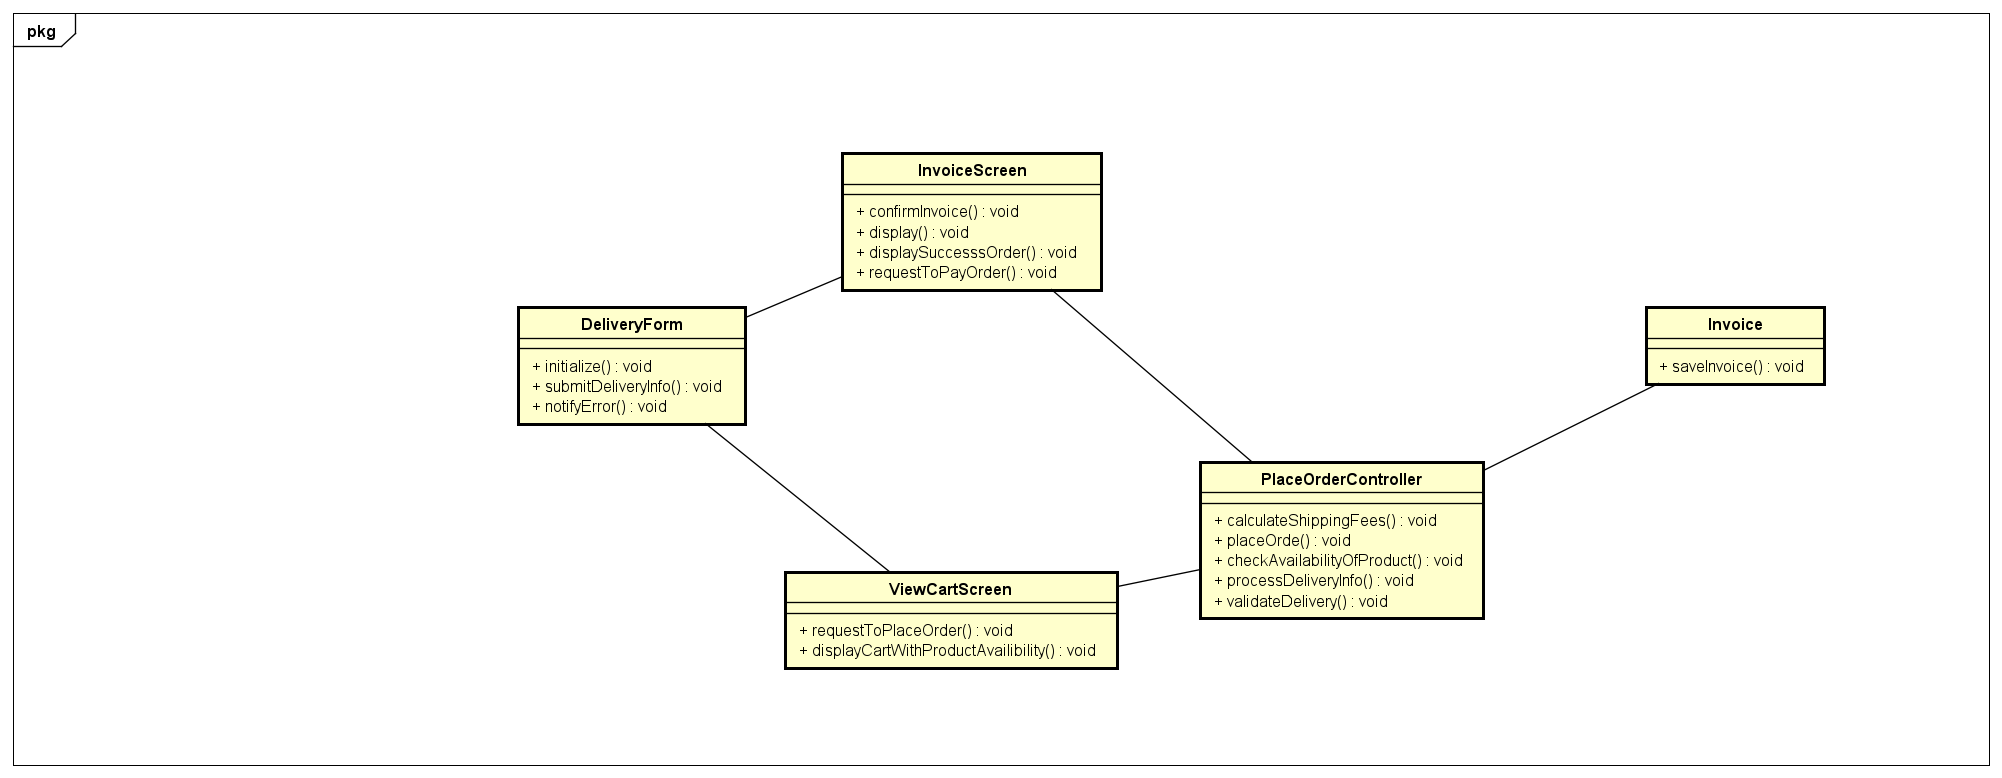 pkg
InvoiceScreen
+ confirmInvoice() : void
+ display() : void
+ displaySuccesssOrder() : void
+ requestToPayOrder() : void
DeliveryForm
+ initialize() : void
+ submitDeliveryInfo() : void
+ notifyError() : void
Invoice
+ saveInvoice() : void
PlaceOrderController
+ calculateShippingFees() : void
+ placeOrde() : void
+ checkAvailabilityOfProduct() : void
+ processDeliveryInfo() : void
+ validateDelivery() : void
ViewCartScreen
+ requestToPlaceOrder() : void
+ displayCartWithProductAvailibility() : void